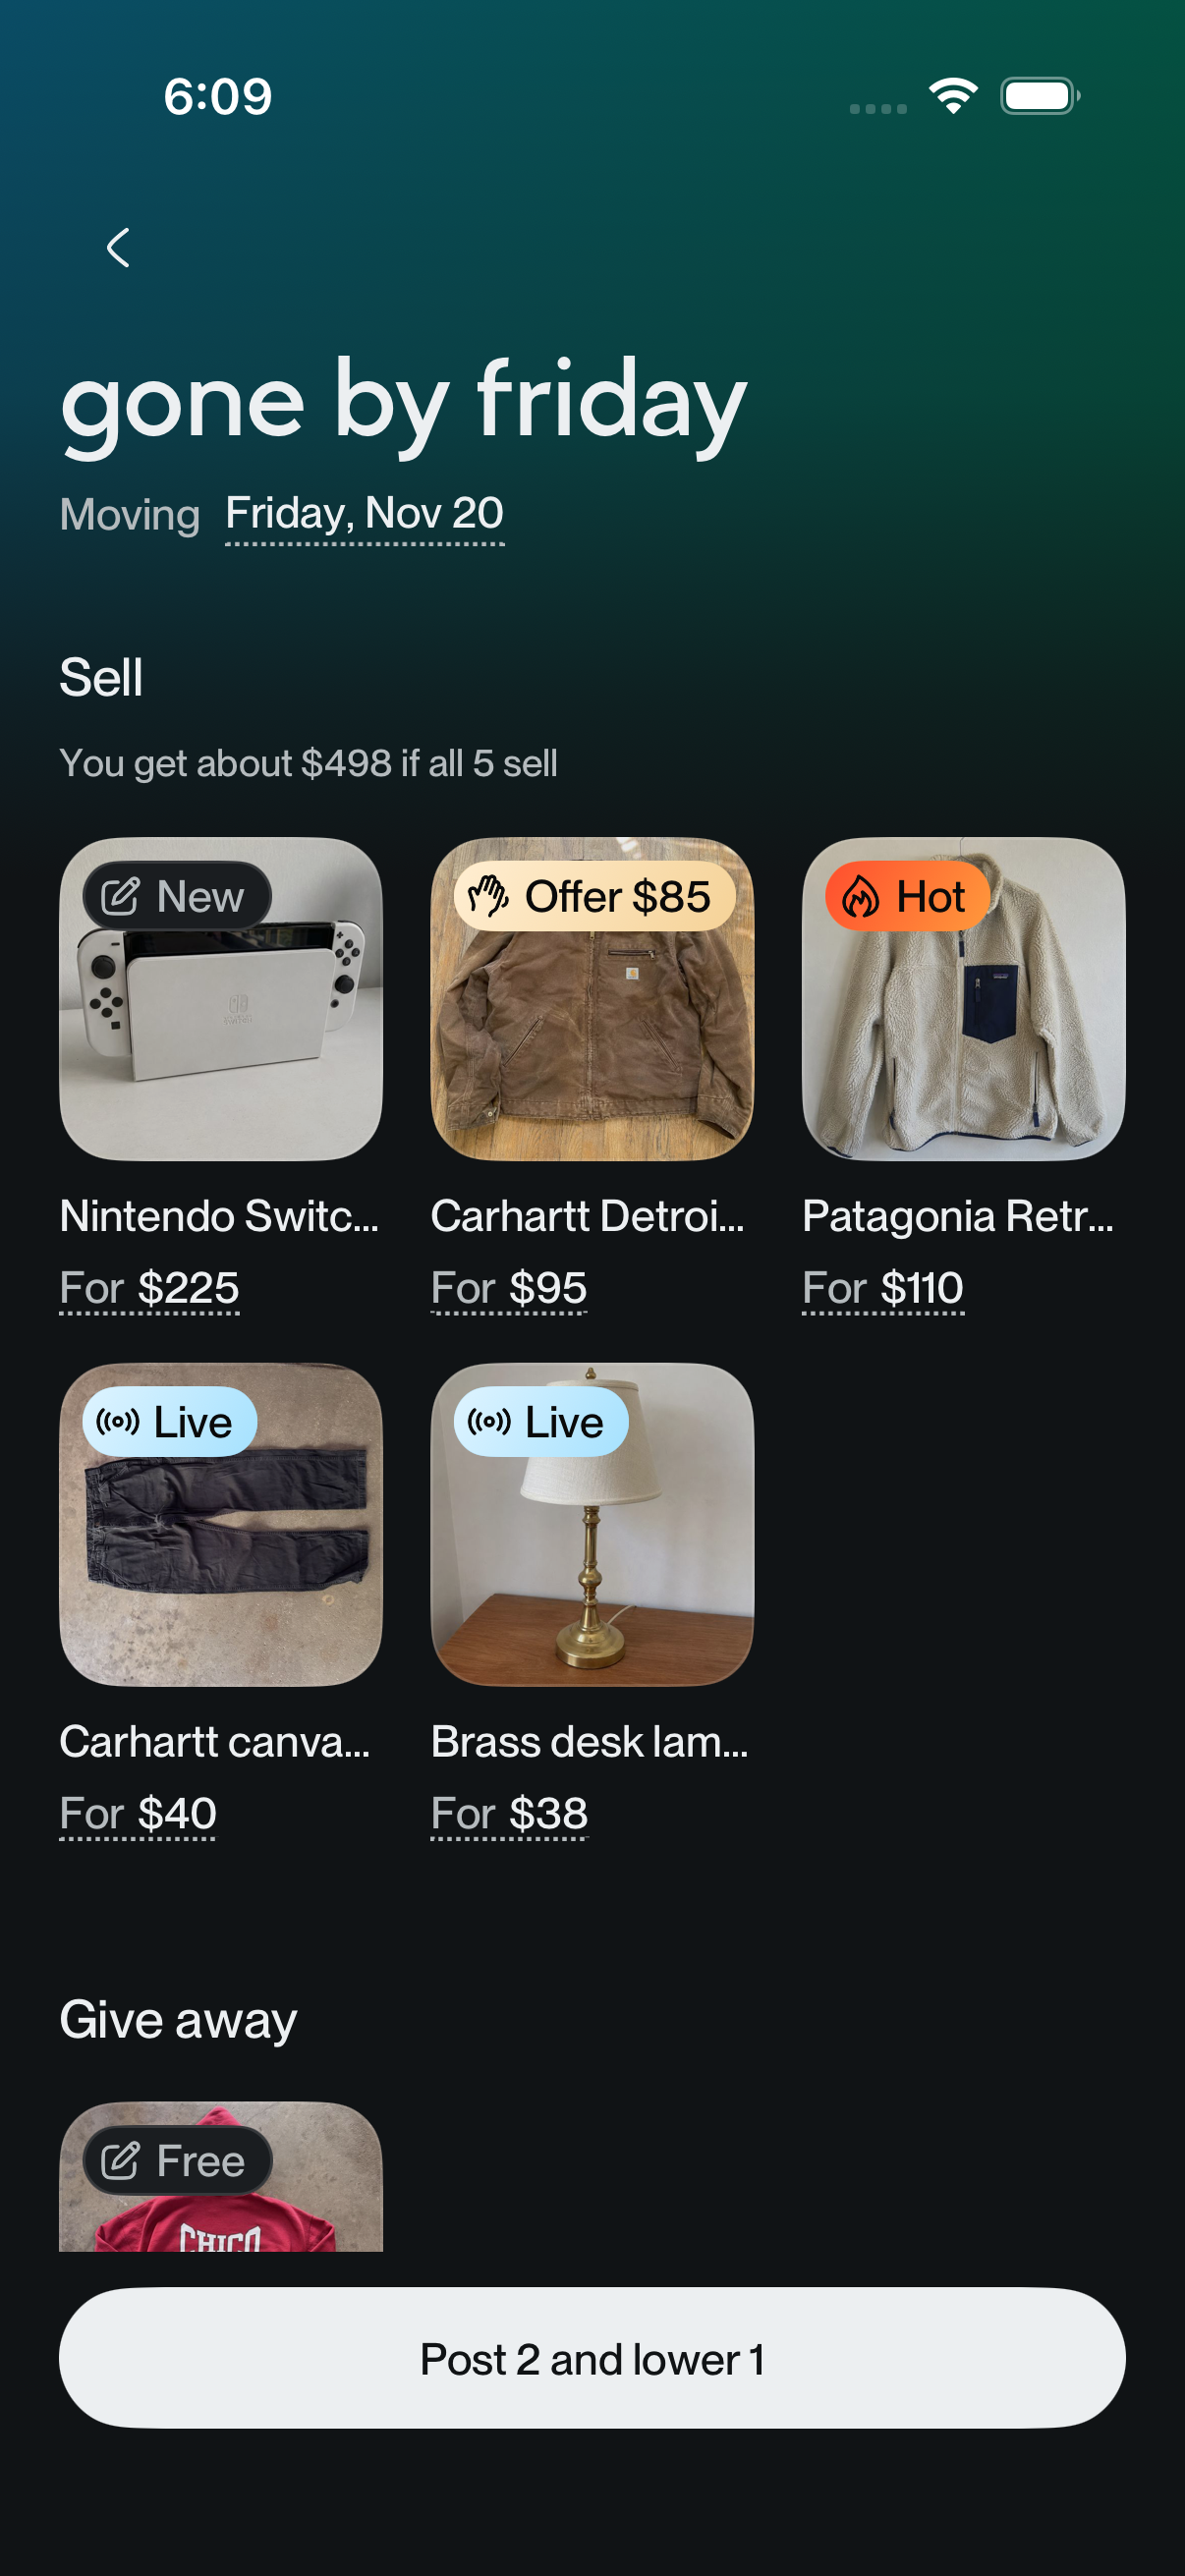 6:09
gone by friday
Moving Friday, Nov 20
Sell
You get about $498 if all 5 sell
New
Offer $85
Hot
Nintendo Switc...
Carhartt Detroi...
Patagonia Retr...
For $225
For $95
For $110
Live
Live
Carhartt canva...
Brass desk lam...
For $40
For $38
Give away
Free
CHICO
Post 2 and lower 1